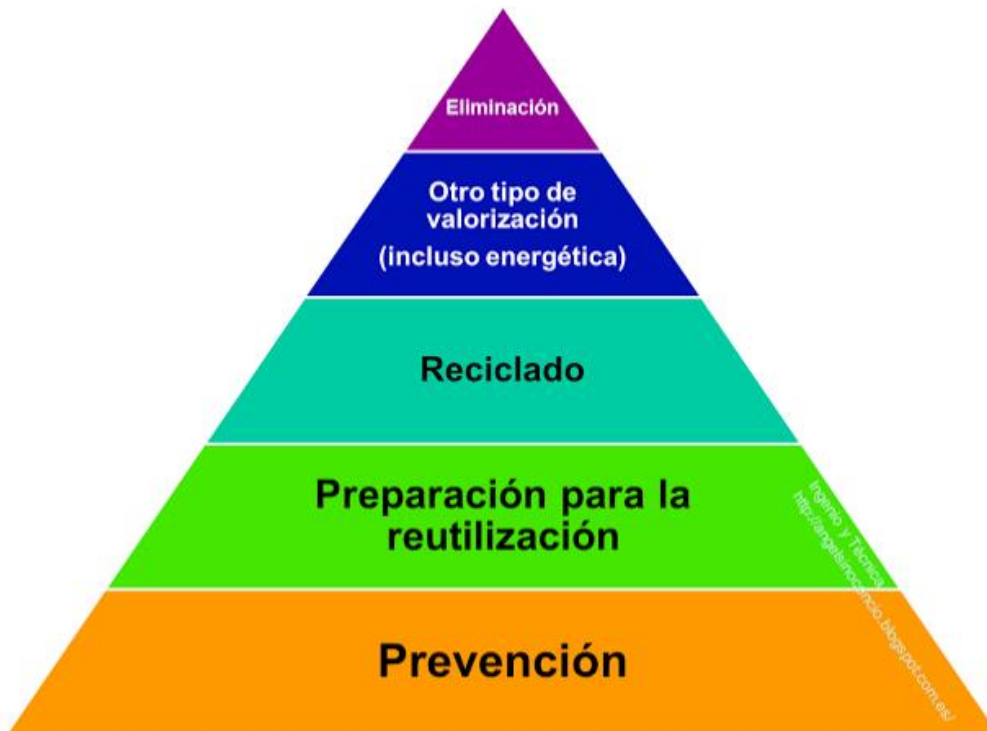 Eliminación
Otro tipo de
valorización
(incluso energética)
Reciclado
Preparación para la
reutilización
Prevención
Ingenio y Técnica
http://angelsinocencio.blogspot.com.es/